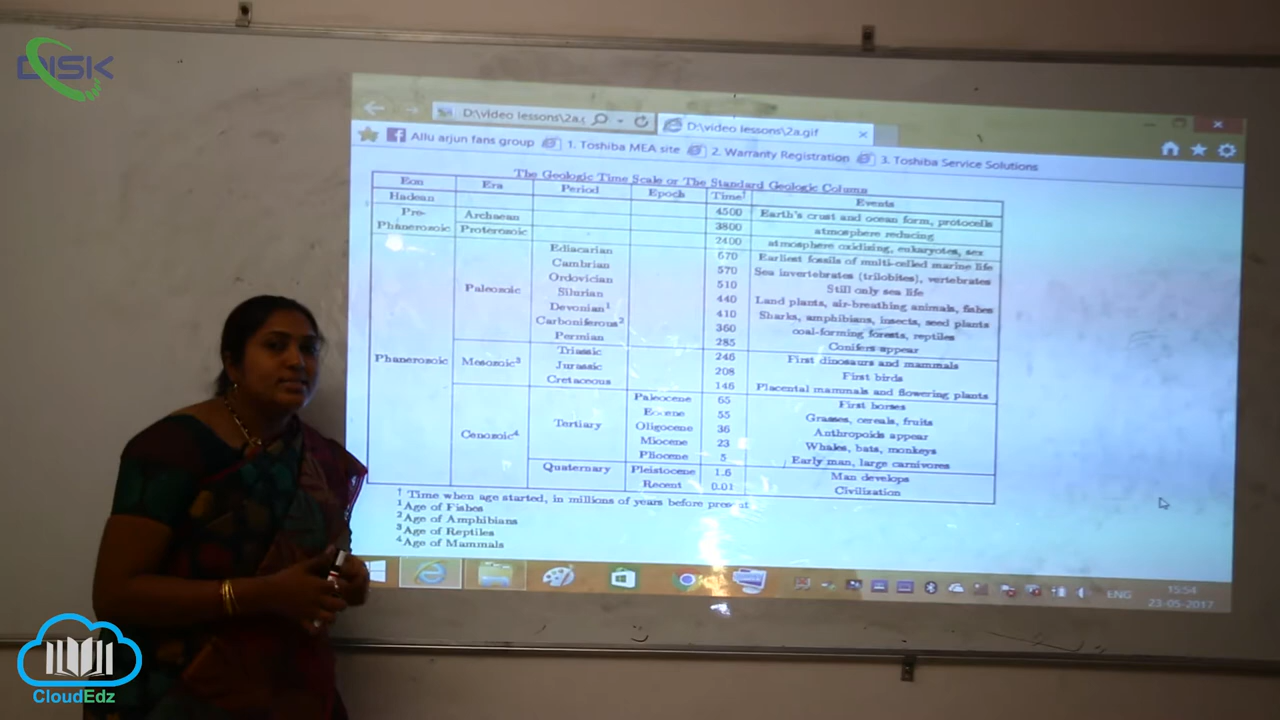 DISK
D:\video lessons\2a.
D:\video lessons\2a.gif
Allu arjun fans group
1. Toshiba MEA site
2. Warranty Registration
3. Toshiba Service Solutions
The Geologic Time Scale or The Standard Geologic Column
Eon Era Period Epoch Time† Events
Hadean 4500 Earth's crust and ocean form, protocells
Pre-Phanerozoic Archaean 3800 atmosphere reducing
Proterozoic 2400 atmosphere oxidizing, eukaryotes, sex
Phanerozoic Paleozoic Ediacarian 670 Earliest fossils of multi-celled marine life
Cambrian 570 Sea invertebrates (trilobites), vertebrates
Ordovician 510 Still only sea life
Silurian 440 Land plants, air-breathing animals, fishes
Devonian¹ 410 Sharks, amphibians, insects, seed plants
Carboniferous² 360 coal-forming forests, reptiles
Permian 285 Conifers appear
Mesozoic³ Triassic 246 First dinosaurs and mammals
Jurassic 208 First birds
Cretaceous 146 Placental mammals and flowering plants
Cenozoic⁴ Tertiary Paleocene 65 First horses
Eocene 55 Grasses, cereals, fruits
Oligocene 36 Anthropoids appear
Miocene 23 Whales, bats, monkeys
Pliocene 5 Early man, large carnivores
Quaternary Pleistocene 1.6 Man develops
Recent 0.01 Civilization
† Time when age started, in millions of years before present
¹ Age of Fishes
² Age of Amphibians
³ Age of Reptiles
⁴ Age of Mammals
ENG
15:54
23-05-2017
CloudEdz